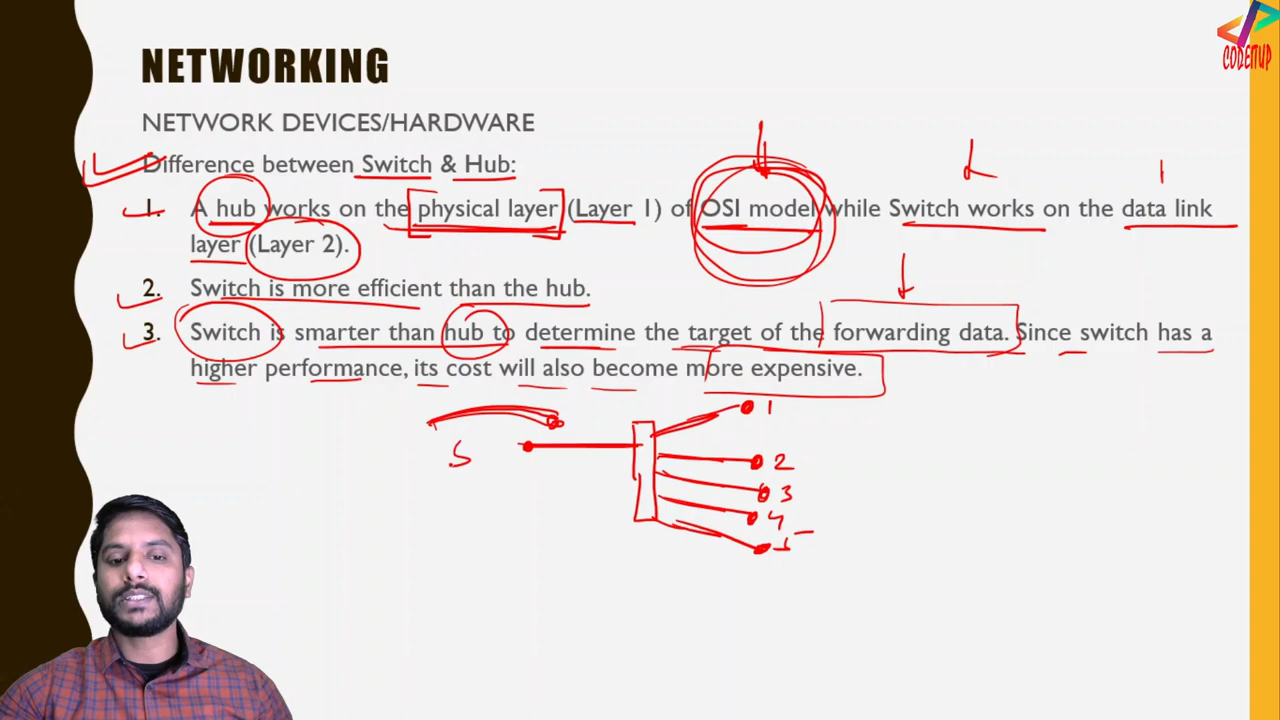 CODEITUP
NETWORKING
NETWORK DEVICES/HARDWARE
Difference between Switch & Hub:
1. A hub works on the physical layer (Layer 1) of OSI model while Switch works on the data link
layer (Layer 2).
2. Switch is more efficient than the hub.
3. Switch is smarter than hub to determine the target of the forwarding data. Since switch has a
higher performance, its cost will also become more expensive.
1
S
2
3
4
5